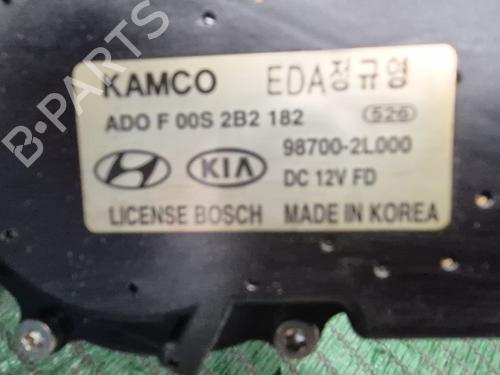 KAMCO EDA정규영
ADO F 00S 2B2 182 526
KIA 98700-2L000
DC 12V FD
LICENSE BOSCH MADE IN KOREA
B-PARTS